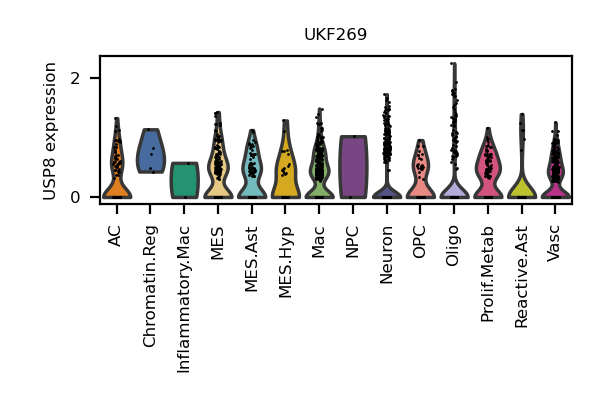 UKF269
USP8 expression
2
0
AC
Chromatin.Reg
Inflammatory.Mac
MES
MES.Ast
MES.Hyp
Mac
NPC
Neuron
OPC
Oligo
Prolif.Metab
Reactive.Ast
Vasc